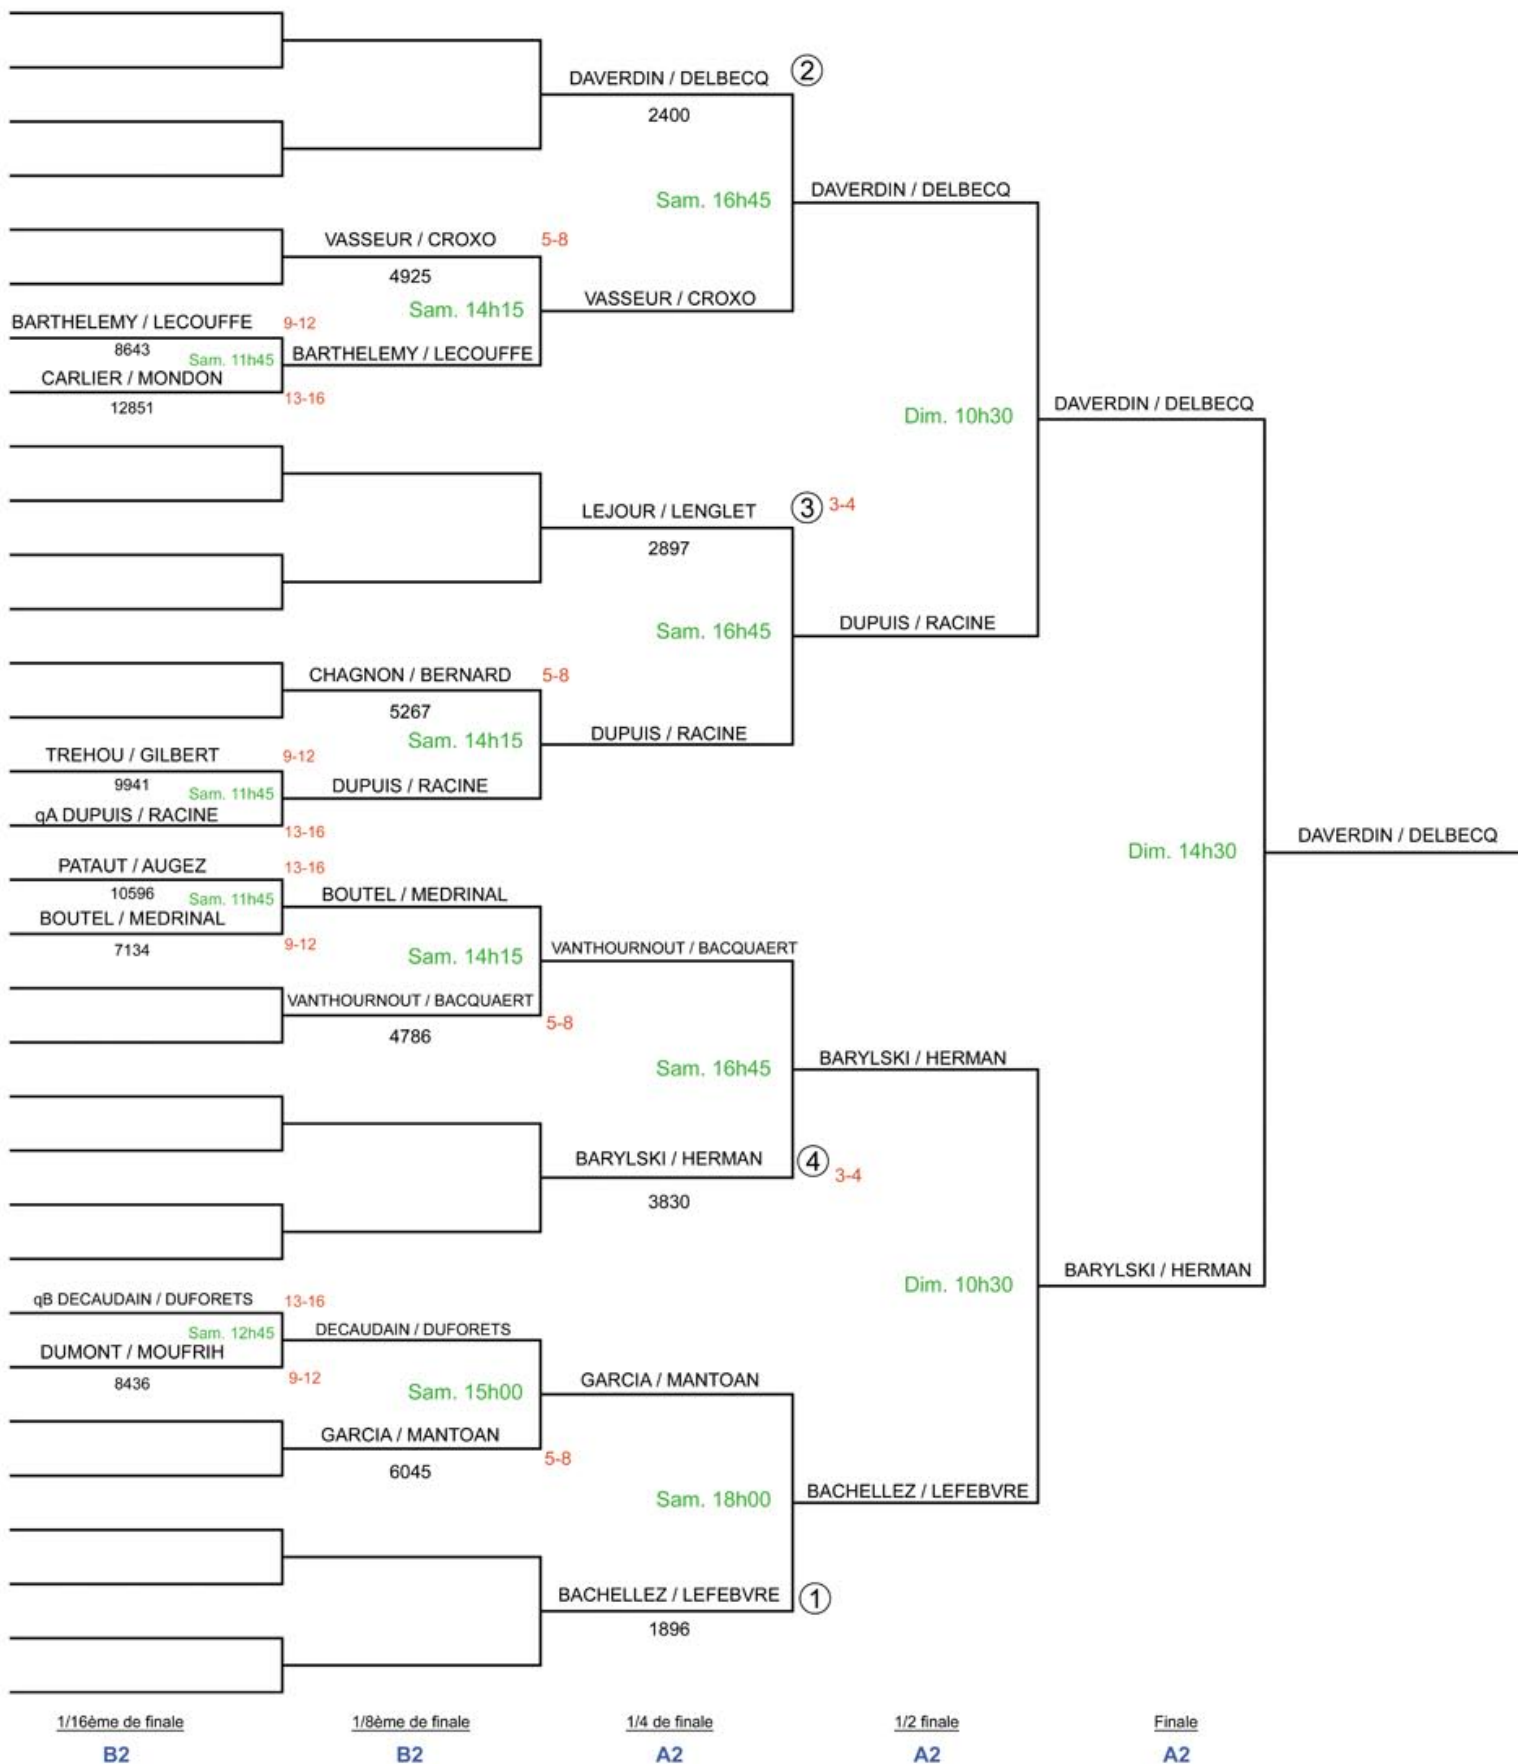 DAVERDIN / DELBECQ ②
2400
Sam. 16h45
DAVERDIN / DELBECQ
VASSEUR / CROXO 5-8
4925
Sam. 14h15
VASSEUR / CROXO
BARTHELEMY / LECOUFFE 9-12
8643
Sam. 11h45
BARTHELEMY / LECOUFFE
CARLIER / MONDON
13-16
12851
Dim. 10h30
DAVERDIN / DELBECQ
LEJOUR / LENGLET ③ 3-4
2897
Sam. 16h45
DUPUIS / RACINE
CHAGNON / BERNARD 5-8
5267
Sam. 14h15
DUPUIS / RACINE
TREHOU / GILBERT 9-12
9941
Sam. 11h45
DUPUIS / RACINE
qA DUPUIS / RACINE
13-16
Dim. 14h30
DAVERDIN / DELBECQ
PATAUT / AUGEZ 13-16
10596
Sam. 11h45
BOUTEL / MEDRINAL
BOUTEL / MEDRINAL
9-12
7134
Sam. 14h15
VANTHOURNOUT / BACQUAERT
VANTHOURNOUT / BACQUAERT
5-8
4786
Sam. 16h45
BARYLSKI / HERMAN
BARYLSKI / HERMAN ④ 3-4
3830
Dim. 10h30
BARYLSKI / HERMAN
qB DECAUDAIN / DUFORETS 13-16
Sam. 12h45
DECAUDAIN / DUFORETS
DUMONT / MOUFRIH
9-12
8436
Sam. 15h00
GARCIA / MANTOAN
GARCIA / MANTOAN
5-8
6045
Sam. 18h00
BACHELLEZ / LEFEBVRE
BACHELLEZ / LEFEBVRE ①
1896
1/16ème de finale 1/8ème de finale 1/4 de finale 1/2 finale Finale
B2 B2 A2 A2 A2